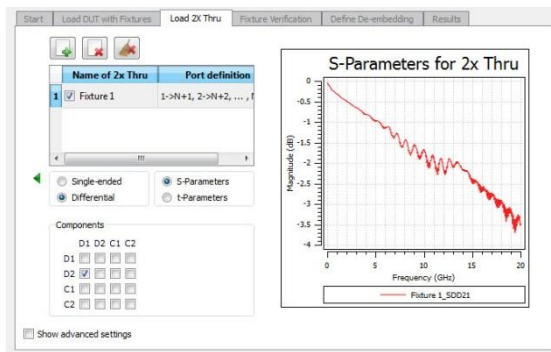 Start Load DUT with Fixtures Load 2X Thru Fixture Verification Define De-embedding Results
Name of 2x Thru Port definition
1 Fixture 1 1->N+1, 2->N+2, ... , N
Single-ended S-Parameters
Differential t-Parameters
Components
D1 D2 C1 C2
D1
D2
C1
C2
Show advanced settings
S-Parameters for 2x Thru
Magnitude (dB)
0
-0.5
-1
-1.5
-2
-2.5
-3
-3.5
-4
0 5 10 15 20
Frequency (GHz)
Fixture 1_SDD21